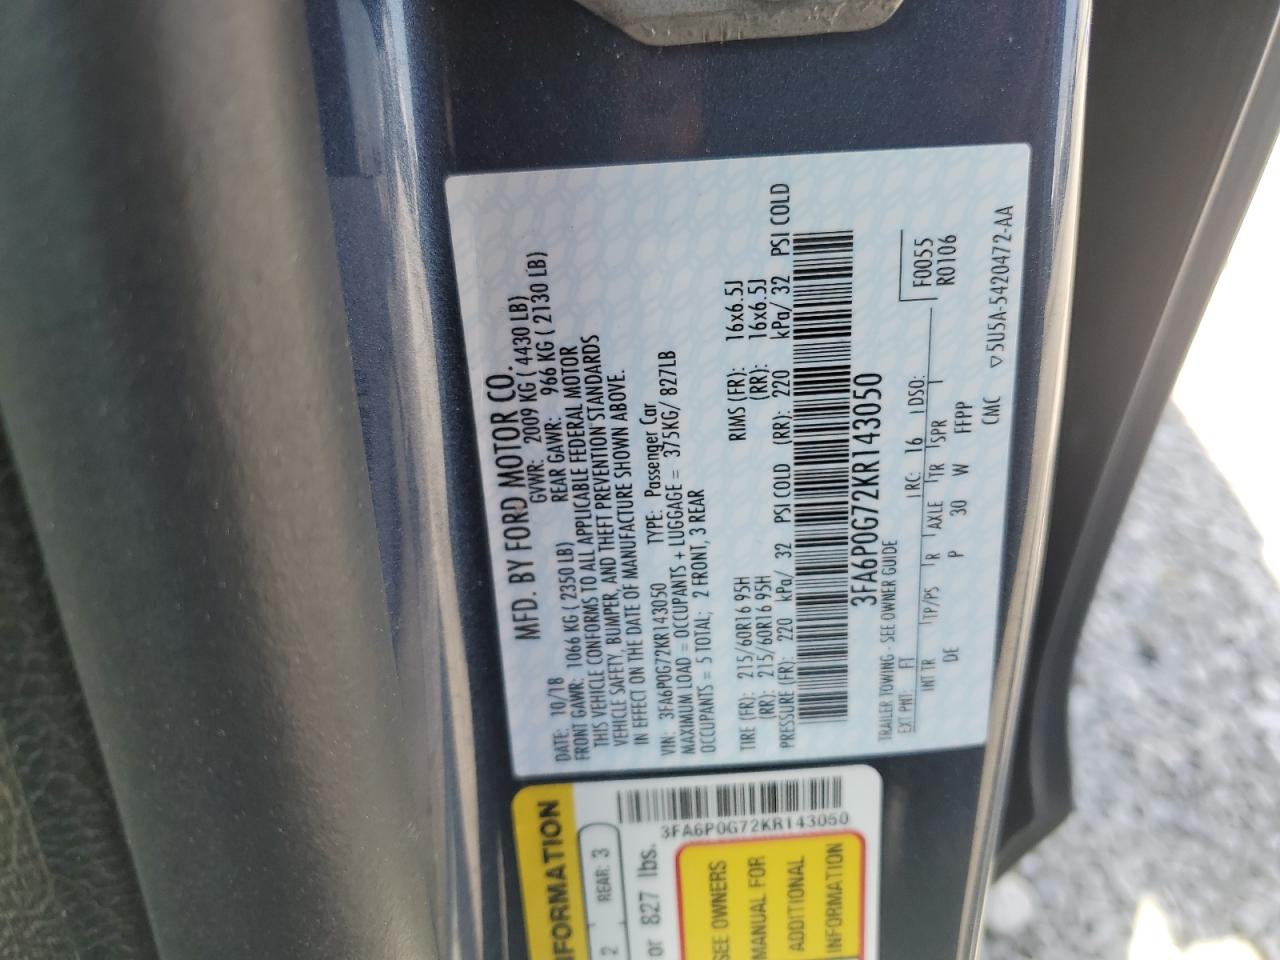 MFD. BY FORD MOTOR CO.
DATE: 10/18 GVWR: 2009 KG ( 4430 LB)
FRONT GAWR: 1066 KG ( 2350 LB) REAR GAWR: 966 KG ( 2130 LB)
THIS VEHICLE CONFORMS TO ALL APPLICABLE FEDERAL MOTOR
VEHICLE SAFETY, BUMPER, AND THEFT PREVENTION STANDARDS
IN EFFECT ON THE DATE OF MANUFACTURE SHOWN ABOVE.
VIN: 3FA6P0G72KR143050 TYPE: Passenger Car
MAXIMUM LOAD = OCCUPANTS + LUGGAGE = 375KG/ 827LB
OCCUPANTS = 5 TOTAL; 2 FRONT, 3 REAR
TIRE (FR): 215/60R16 95H RIMS (FR): 16x6.5J
(RR): 215/60R16 95H (RR): 16x6.5J
PRESSURE (FR): 220 kPa/ 32 PSI COLD (RR): 220 kPa/ 32 PSI COLD
3FA6P0G72KR143050
TRAILER TOWING - SEE OWNER GUIDE
EXT PNT: FT RC: 16 DSO:
F0055
R0106
INT TR TP/PS R AXLE TR SPR
DE P 30 W FFPP
CMC ▽5U5A-5420472-AA
FORMATION
2 REAR: 3
or 827 lbs.
3FA6P0G72KR143050
SEE OWNERS
MANUAL FOR
ADDITIONAL
INFORMATION